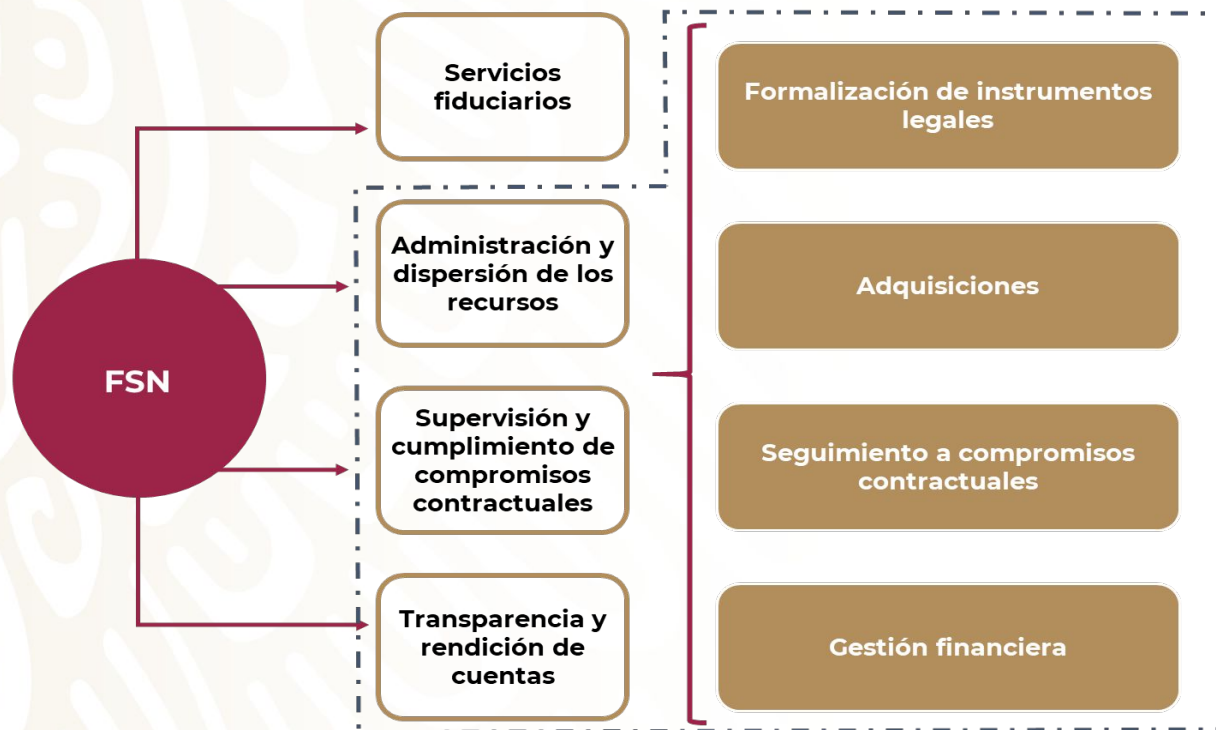 FSN
Servicios
fiduciarios
Administración y
dispersión de los
recursos
Supervisión y
cumplimiento de
compromisos
contractuales
Transparencia y
rendición de
cuentas
Formalización de instrumentos
legales
Adquisiciones
Seguimiento a compromisos
contractuales
Gestión financiera